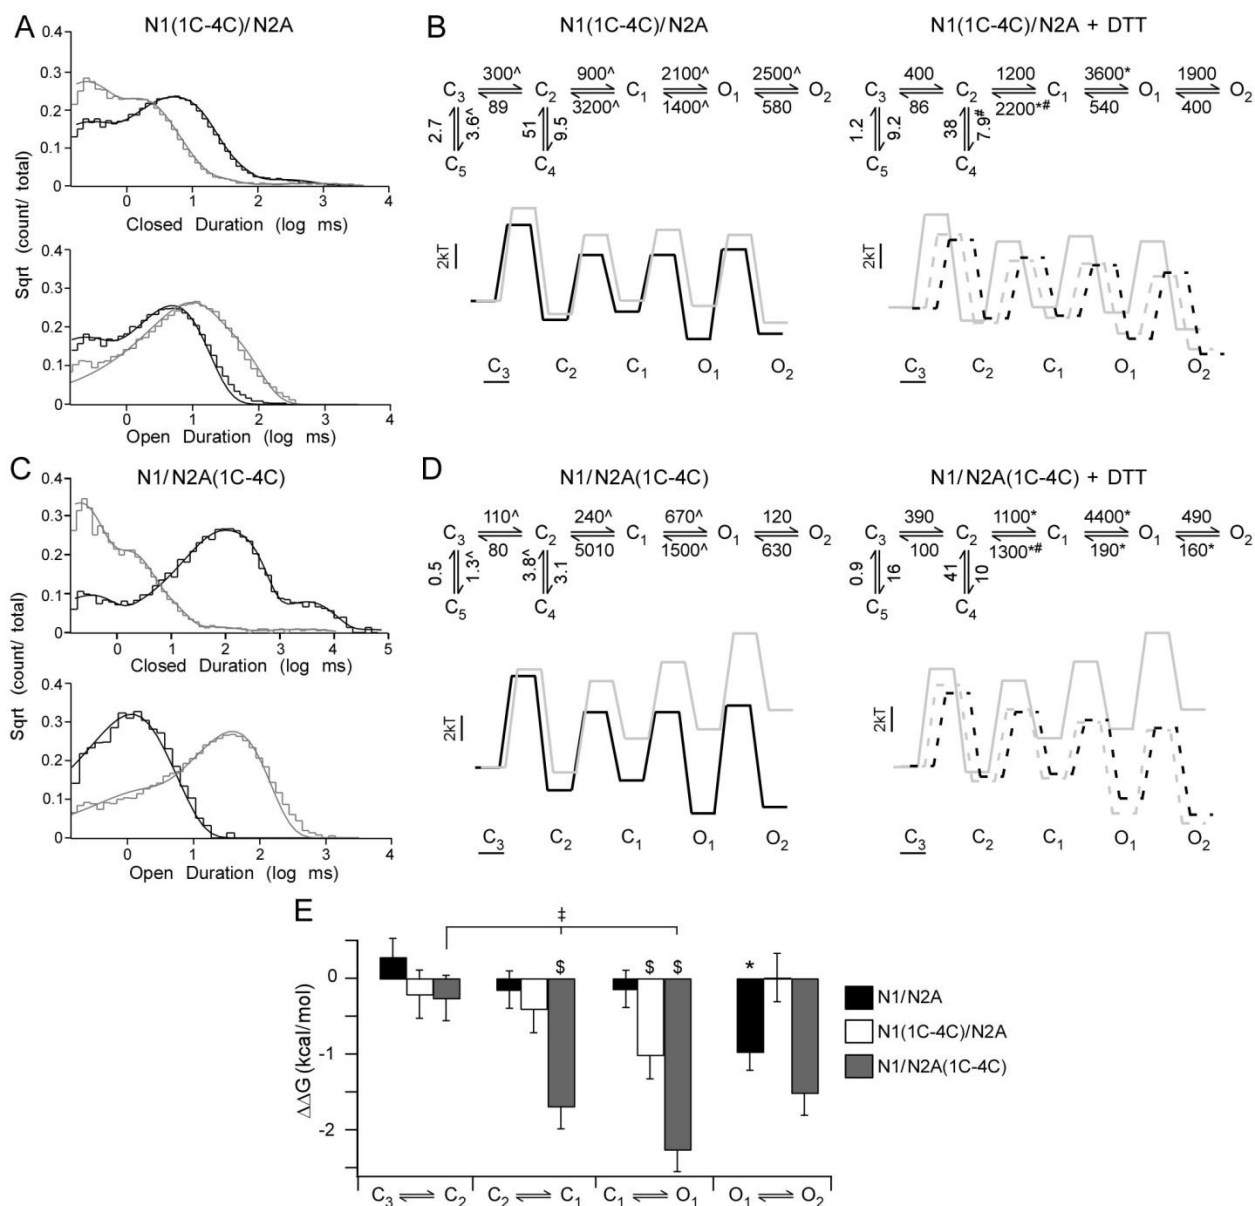 A
N1(1C-4C)/N2A
Sqrt (count/ total)
0.4
0.3
0.2
0.1
0
0 1 2 3 4
Closed Duration (log ms)
0.4
0.3
0.2
0.1
0
0 1 2 3 4
Open Duration (log ms)
B
N1(1C-4C)/N2A
300^ 900^ 2100^ 2500^
C3 C2 C1 O1 O2
89 3200^ 1400^ 580
2.7 3.6^ 51 9.5
C5 C4
2kT
C3 C2 C1 O1 O2
N1(1C-4C)/N2A + DTT
400 1200 3600* 1900
C3 C2 C1 O1 O2
86 2200*# 540 400
1.2 9.2 38 7.9#
C5 C4
2kT
C3 C2 C1 O1 O2
C
N1/N2A(1C-4C)
Sqrt (count/ total)
0.4
0.3
0.2
0.1
0
0 1 2 3 4 5
Closed Duration (log ms)
0.4
0.3
0.2
0.1
0
0 1 2 3 4
Open Duration (log ms)
D
N1/N2A(1C-4C)
110^ 240^ 670^ 120
C3 C2 C1 O1 O2
80 5010 1500^ 630
0.5 1.3^ 3.8^ 3.1
C5 C4
2kT
C3 C2 C1 O1 O2
N1/N2A(1C-4C) + DTT
390 1100* 4400* 490
C3 C2 C1 O1 O2
100 1300*# 190* 160*
0.9 16 41 10
C5 C4
2kT
C3 C2 C1 O1 O2
E
‡
$ $ $ *
ΔΔG (kcal/mol)
0
-1
-2
C3 C2 C2 C1 C1 O1 O1 O2
N1/N2A
N1(1C-4C)/N2A
N1/N2A(1C-4C)